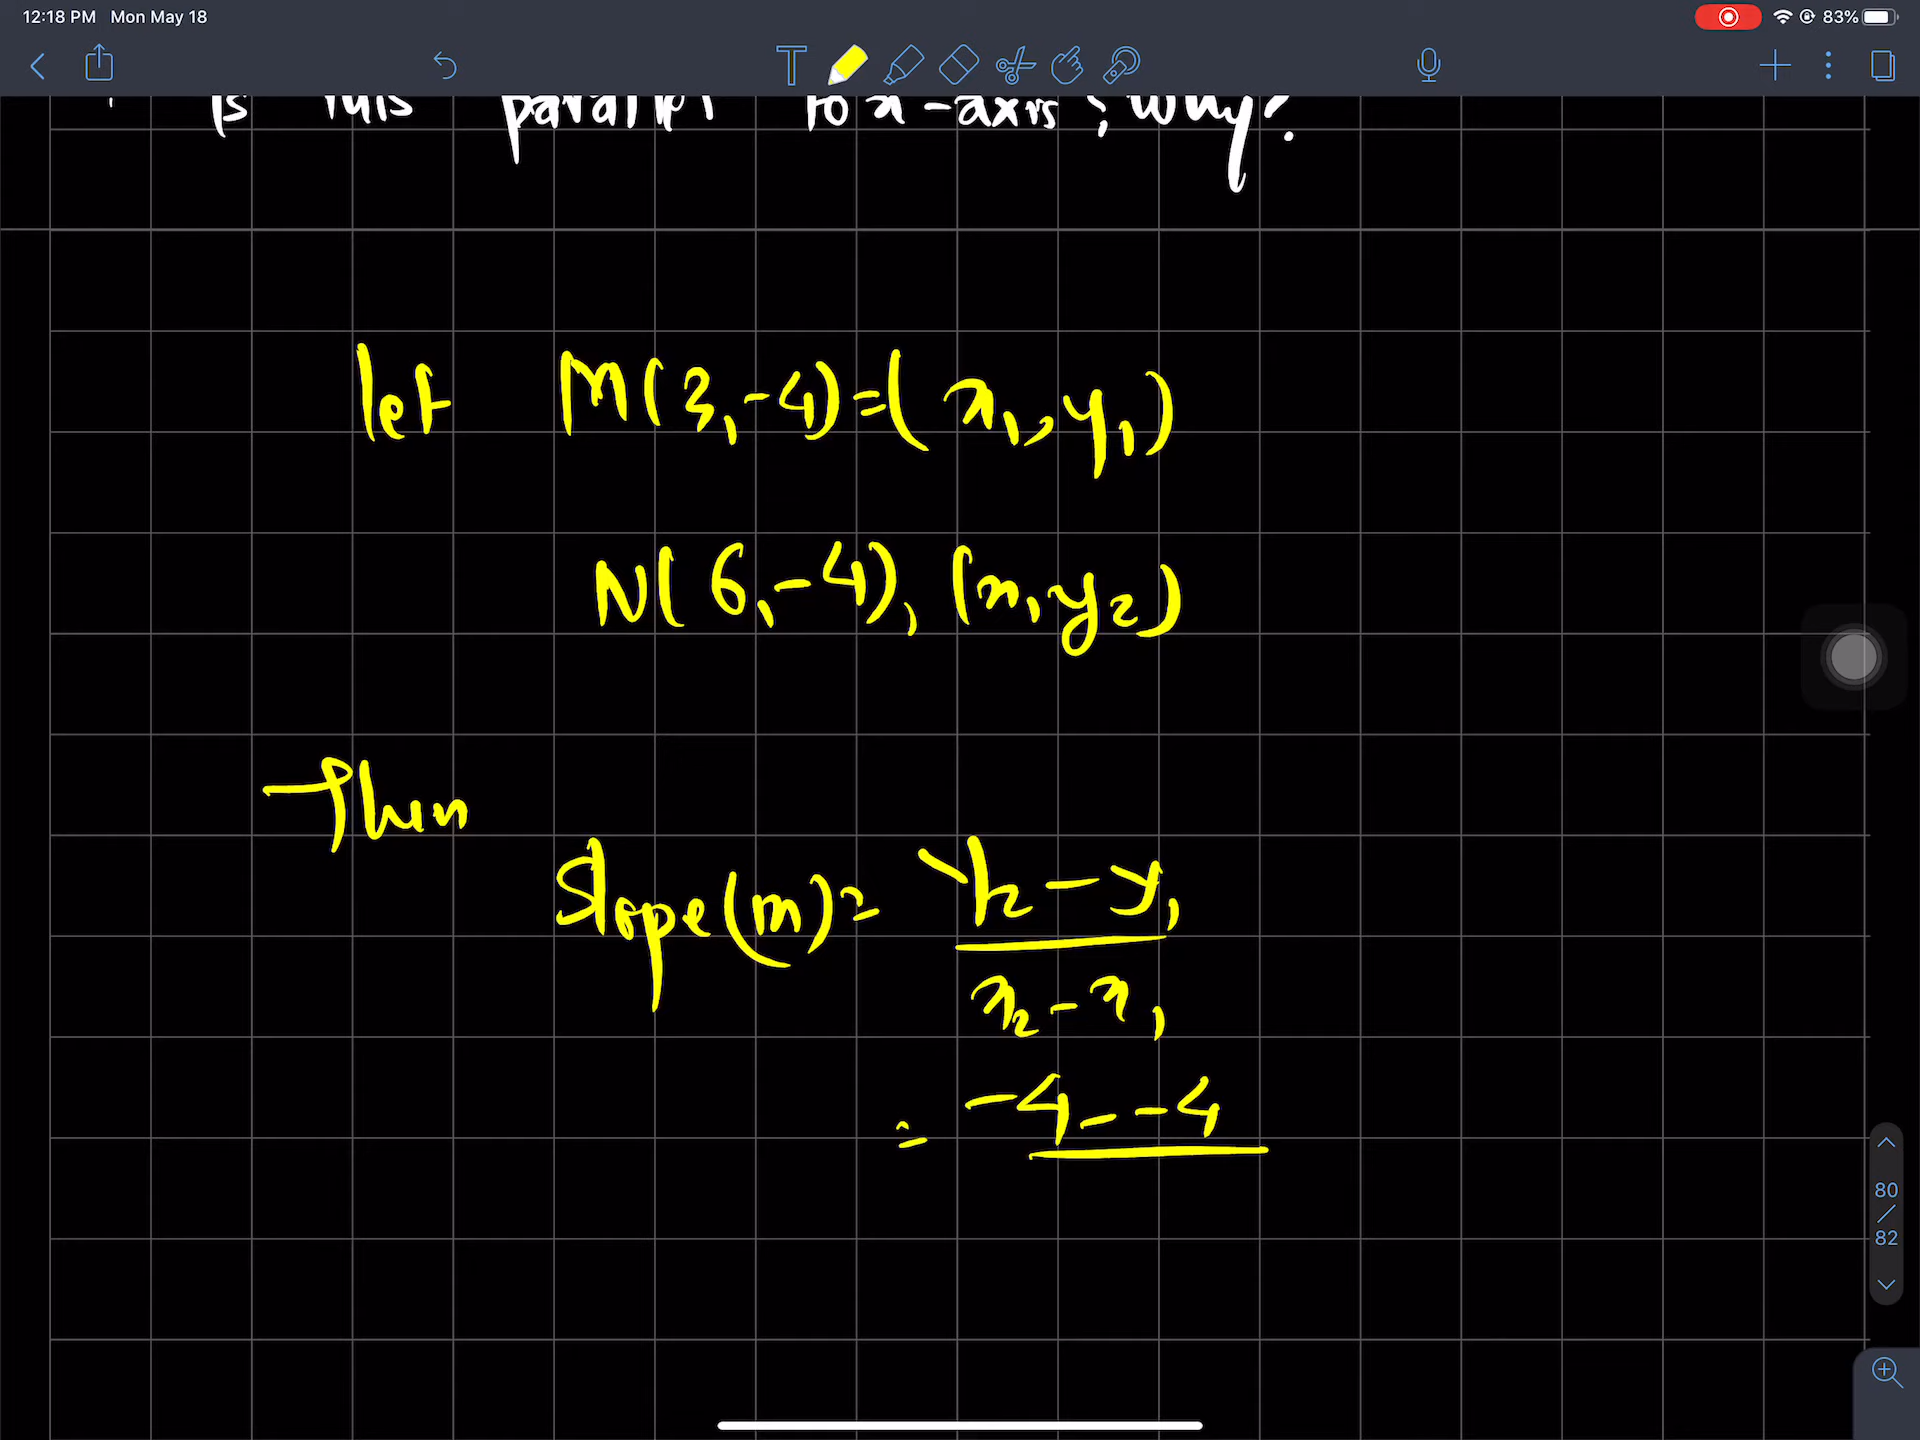 12:18 PM Mon May 18
83%
is this parallel to x-axis; why?
let M(3,-4)=(x₁,y₁)
N(6,-4), (x,y₂)
Then
Slope(m)= y₂-y₁
x₂-x₁
= -4--4
80
/
82